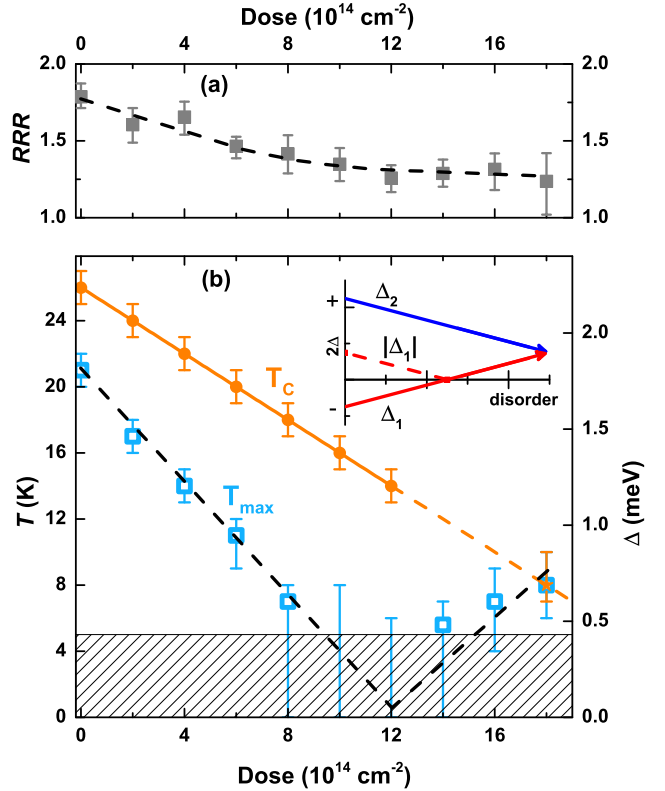 Dose (10¹⁴ cm⁻²)
0 4 8 12 16
2.0 (a) 2.0
RRR
1.5 1.5
1.0 1.0
(b)
24 20 16 12 8 4 0
T (K)
T_C
T_max
+ Δ₂
2Δ |Δ₁|
disorder
- Δ₁
2.0 1.5 1.0 0.5 0.0
Δ (meV)
0 4 8 12 16
Dose (10¹⁴ cm⁻²)